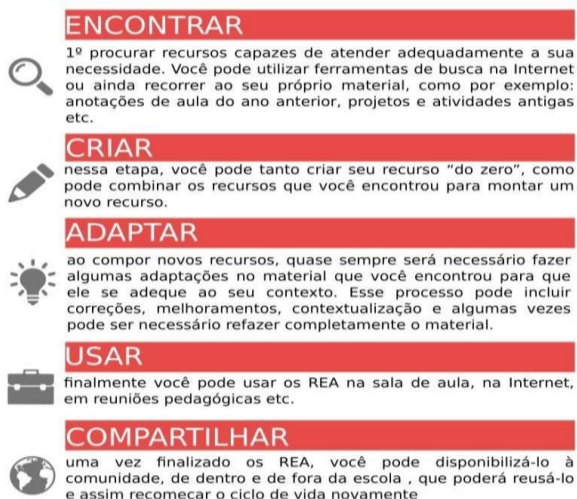 ENCONTRAR
1º procurar recursos capazes de atender adequadamente a sua
necessidade. Você pode utilizar ferramentas de busca na Internet
ou ainda recorrer ao seu próprio material, como por exemplo:
anotações de aula do ano anterior, projetos e atividades antigas
etc.
CRIAR
nessa etapa, você pode tanto criar seu recurso “do zero”, como
pode combinar os recursos que você encontrou para montar um
novo recurso.
ADAPTAR
ao compor novos recursos, quase sempre será necessário fazer
algumas adaptações no material que você encontrou para que
ele se adeque ao seu contexto. Esse processo pode incluir
correções, melhoramentos, contextualização e algumas vezes
pode ser necessário refazer completamente o material.
USAR
finalmente você pode usar os REA na sala de aula, na Internet,
em reuniões pedagógicas etc.
COMPARTILHAR
uma vez finalizado os REA, você pode disponibilizá-lo à
comunidade, de dentro e de fora da escola , que poderá reusá-lo
e assim recomeçar o ciclo de vida novamente